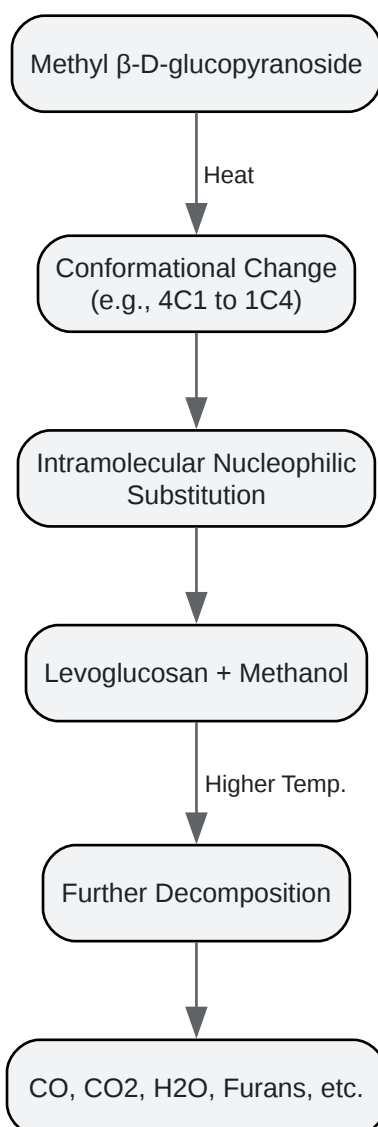 Methyl β-D-glucopyranoside
Heat
Conformational Change
(e.g., 4C1 to 1C4)
Intramolecular Nucleophilic
Substitution
Levoglucosan + Methanol
Higher Temp.
Further Decomposition
CO, CO2, H2O, Furans, etc.